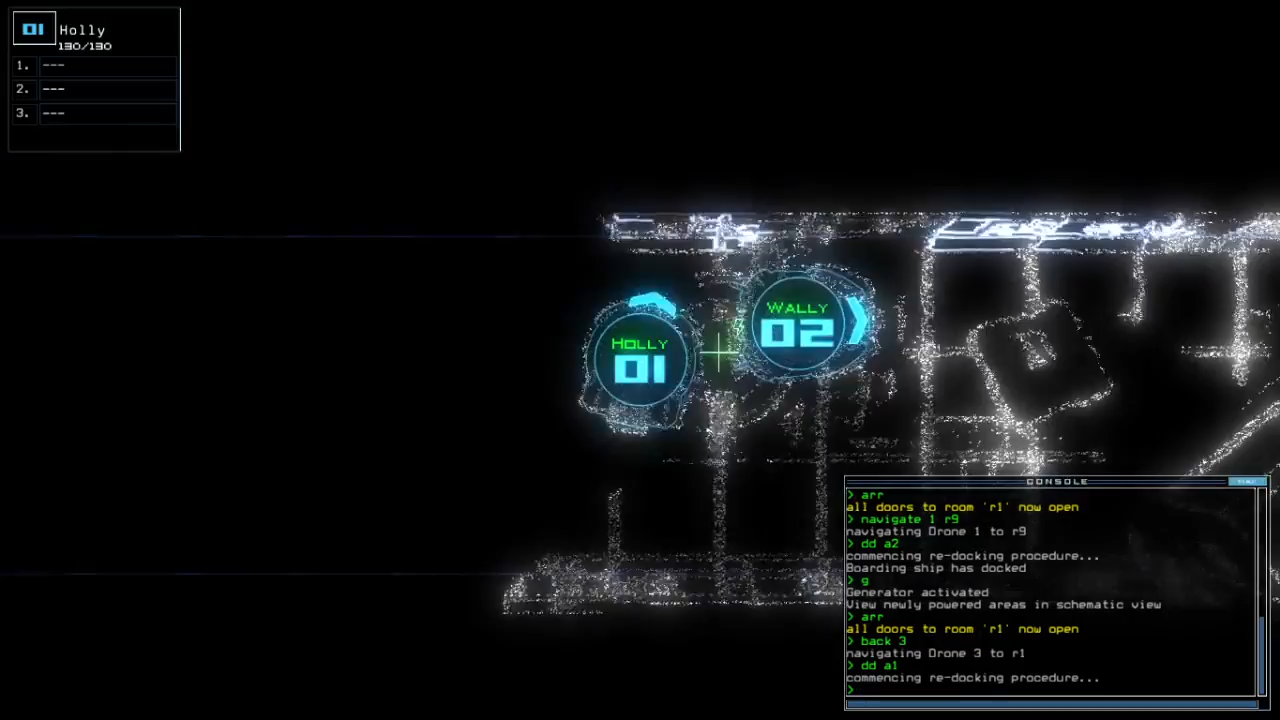 01 Holly
130/130
1. ---
2. ---
3. ---
HOLLY
01
WALLY
02
CONSOLE
> arr
all doors to room 'r1' now open
> navigate 1 r9
navigating Drone 1 to r9
> dd a2
commencing re-docking procedure...
Boarding ship has docked
> g
Generator activated
View newly powered areas in schematic view
> arr
all doors to room 'r1' now open
> back 3
navigating Drone 3 to r1
> dd a1
commencing re-docking procedure...
>